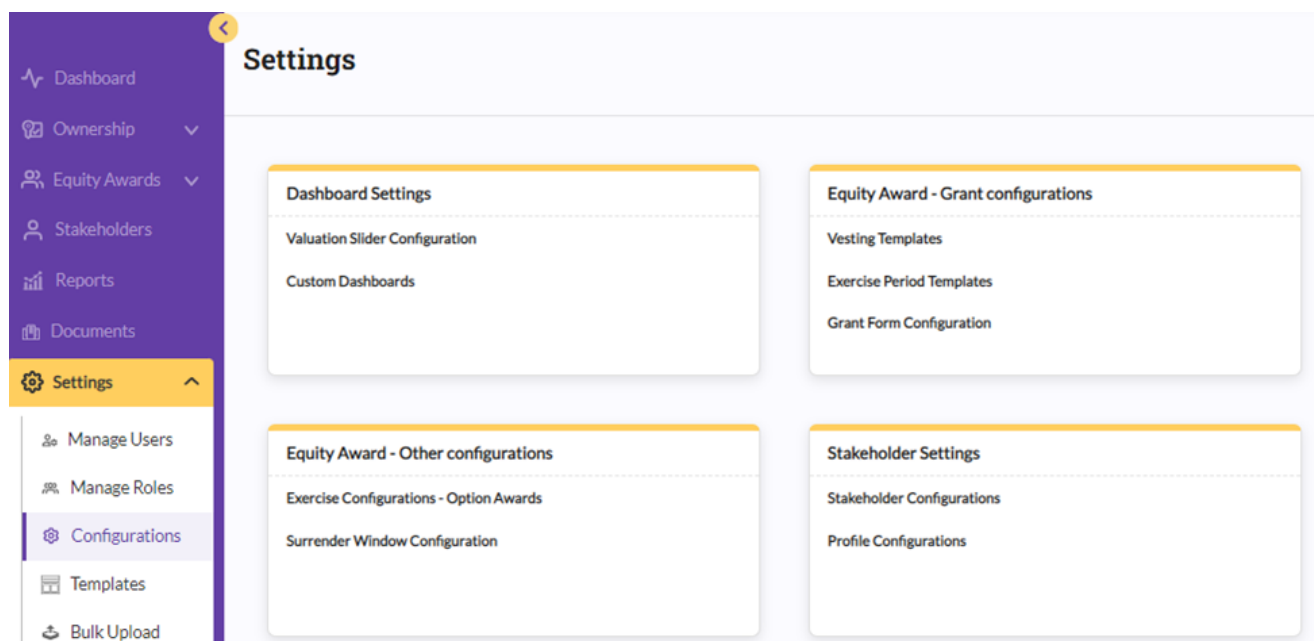 Dashboard
Ownership
Equity Awards
Stakeholders
Reports
Documents
Settings
Manage Users
Manage Roles
Configurations
Templates
Bulk Upload
Settings
Dashboard Settings
Valuation Slider Configuration
Custom Dashboards
Equity Award - Grant configurations
Vesting Templates
Exercise Period Templates
Grant Form Configuration
Equity Award - Other configurations
Exercise Configurations - Option Awards
Surrender Window Configuration
Stakeholder Settings
Stakeholder Configurations
Profile Configurations